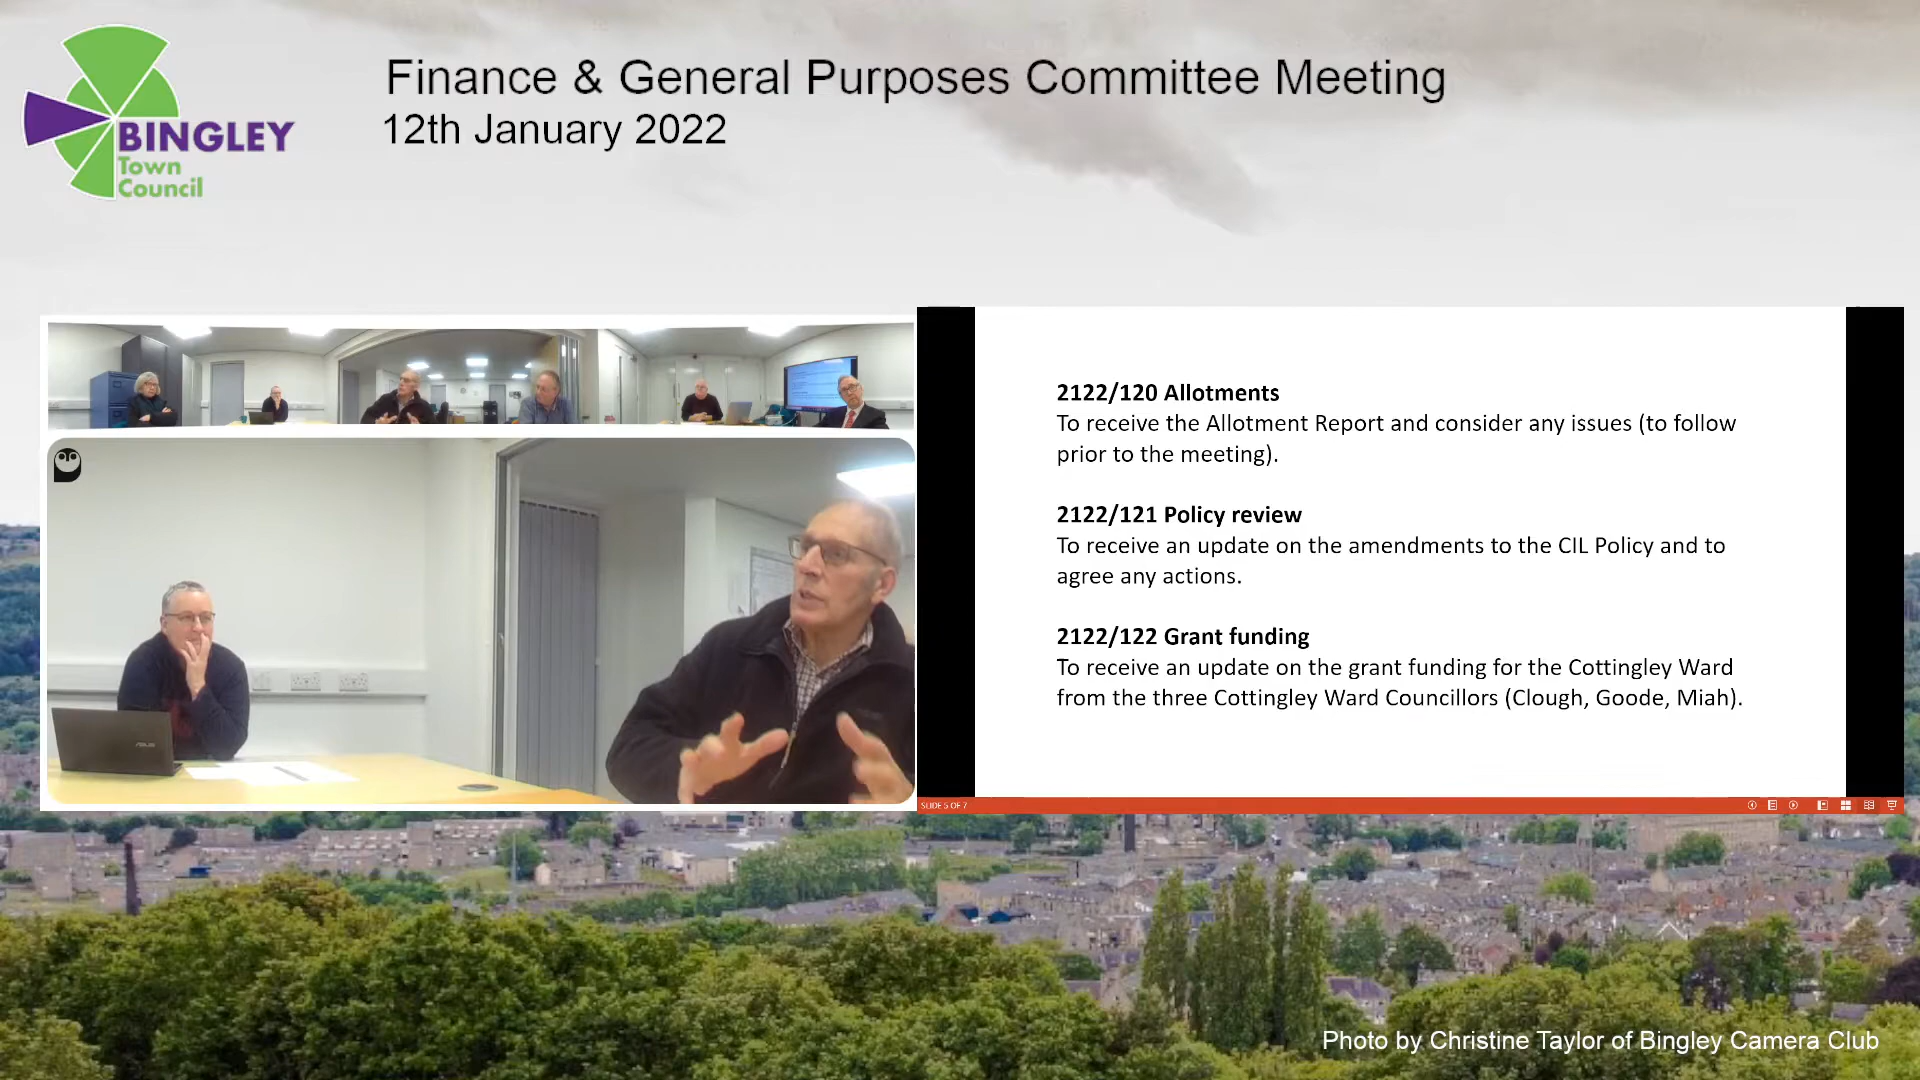 BINGLEY
Town
Council
Finance & General Purposes Committee Meeting
12th January 2022
2122/120 Allotments
To receive the Allotment Report and consider any issues (to follow
prior to the meeting).
2122/121 Policy review
To receive an update on the amendments to the CIL Policy and to
agree any actions.
2122/122 Grant funding
To receive an update on the grant funding for the Cottingley Ward
from the three Cottingley Ward Councillors (Clough, Goode, Miah).
ASUS
SLIDE 5 OF 7
Photo by Christine Taylor of Bingley Camera Club